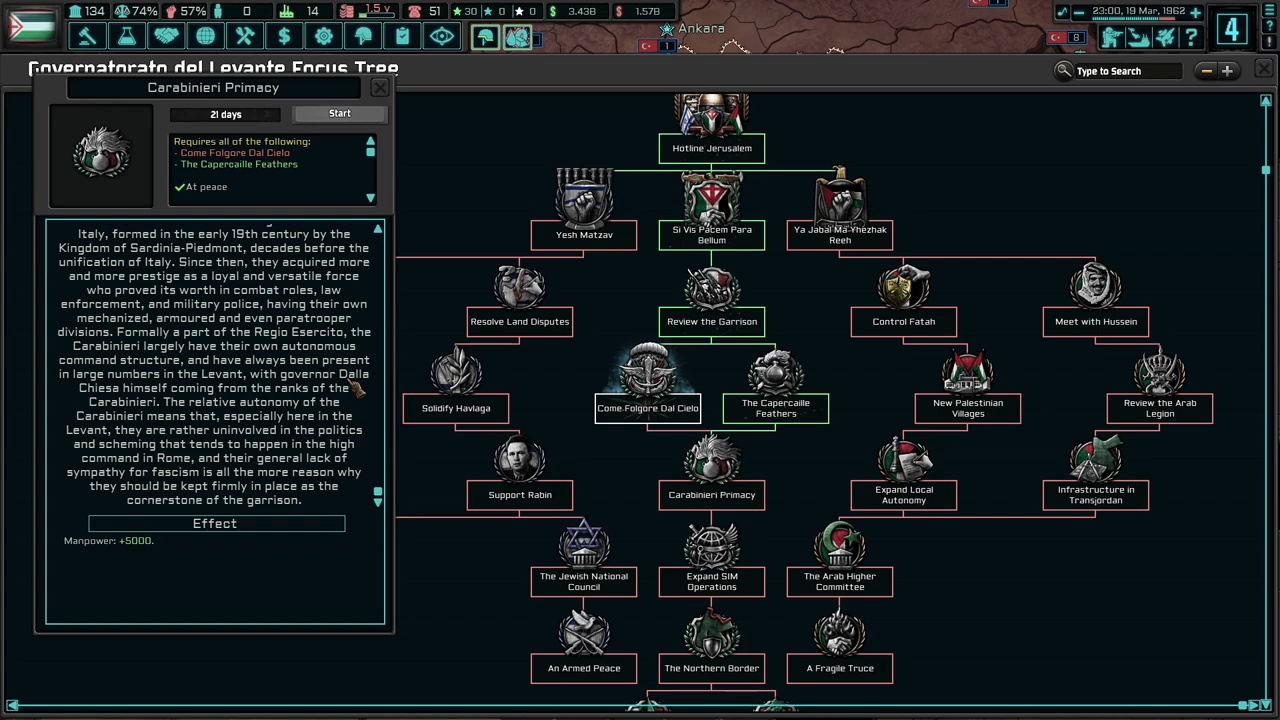 134
74%
57%
0
14
1.5 v
51
30
3.43B
1.57B
23:00, 19 Mar, 1962
4
Ankara
1
8
1
Governatorato del Levante Focus Tree
Type to Search
Carabinieri Primacy
21 days
Start
Requires all of the following:
- Come Folgore Dal Cielo
- The Capercaille Feathers
At peace
Italy, formed in the early 19th century by the
Kingdom of Sardinia-Piedmont, decades before the
unification of Italy. Since then, they acquired more
and more prestige as a loyal and versatile force
who proved its worth in combat roles, law
enforcement, and military police, having their own
mechanized, armoured and even paratrooper
divisions. Formally a part of the Regio Esercito, the
Carabinieri largely have their own autonomous
command structure, and have always been present
in large numbers in the Levant, with governor Dalla
Chiesa himself coming from the ranks of the
Carabinieri. The relative autonomy of the
Carabinieri means that, especially here in the
Levant, they are rather uninvolved in the politics
and scheming that tends to happen in the high
command in Rome, and their general lack of
sympathy for fascism is all the more reason why
they should be kept firmly in place as the
cornerstone of the garrison.
Effect
Manpower: +5000.
Hotline Jerusalem
Yesh Matzav
Si Vis Pacem Para
Bellum
Ya Jabal Ma Yhezhak
Reeh
Resolve Land Disputes
Review the Garrison
Control Fatah
Meet with Hussein
Solidify Havlaga
Come Folgore Dal Cielo
The Capercaille
Feathers
New Palestinian
Villages
Review the Arab
Legion
Support Rabin
Carabinieri Primacy
Expand Local
Autonomy
Infrastructure in
Transjordan
The Jewish National
Council
Expand SIM
Operations
The Arab Higher
Committee
An Armed Peace
The Northern Border
A Fragile Truce